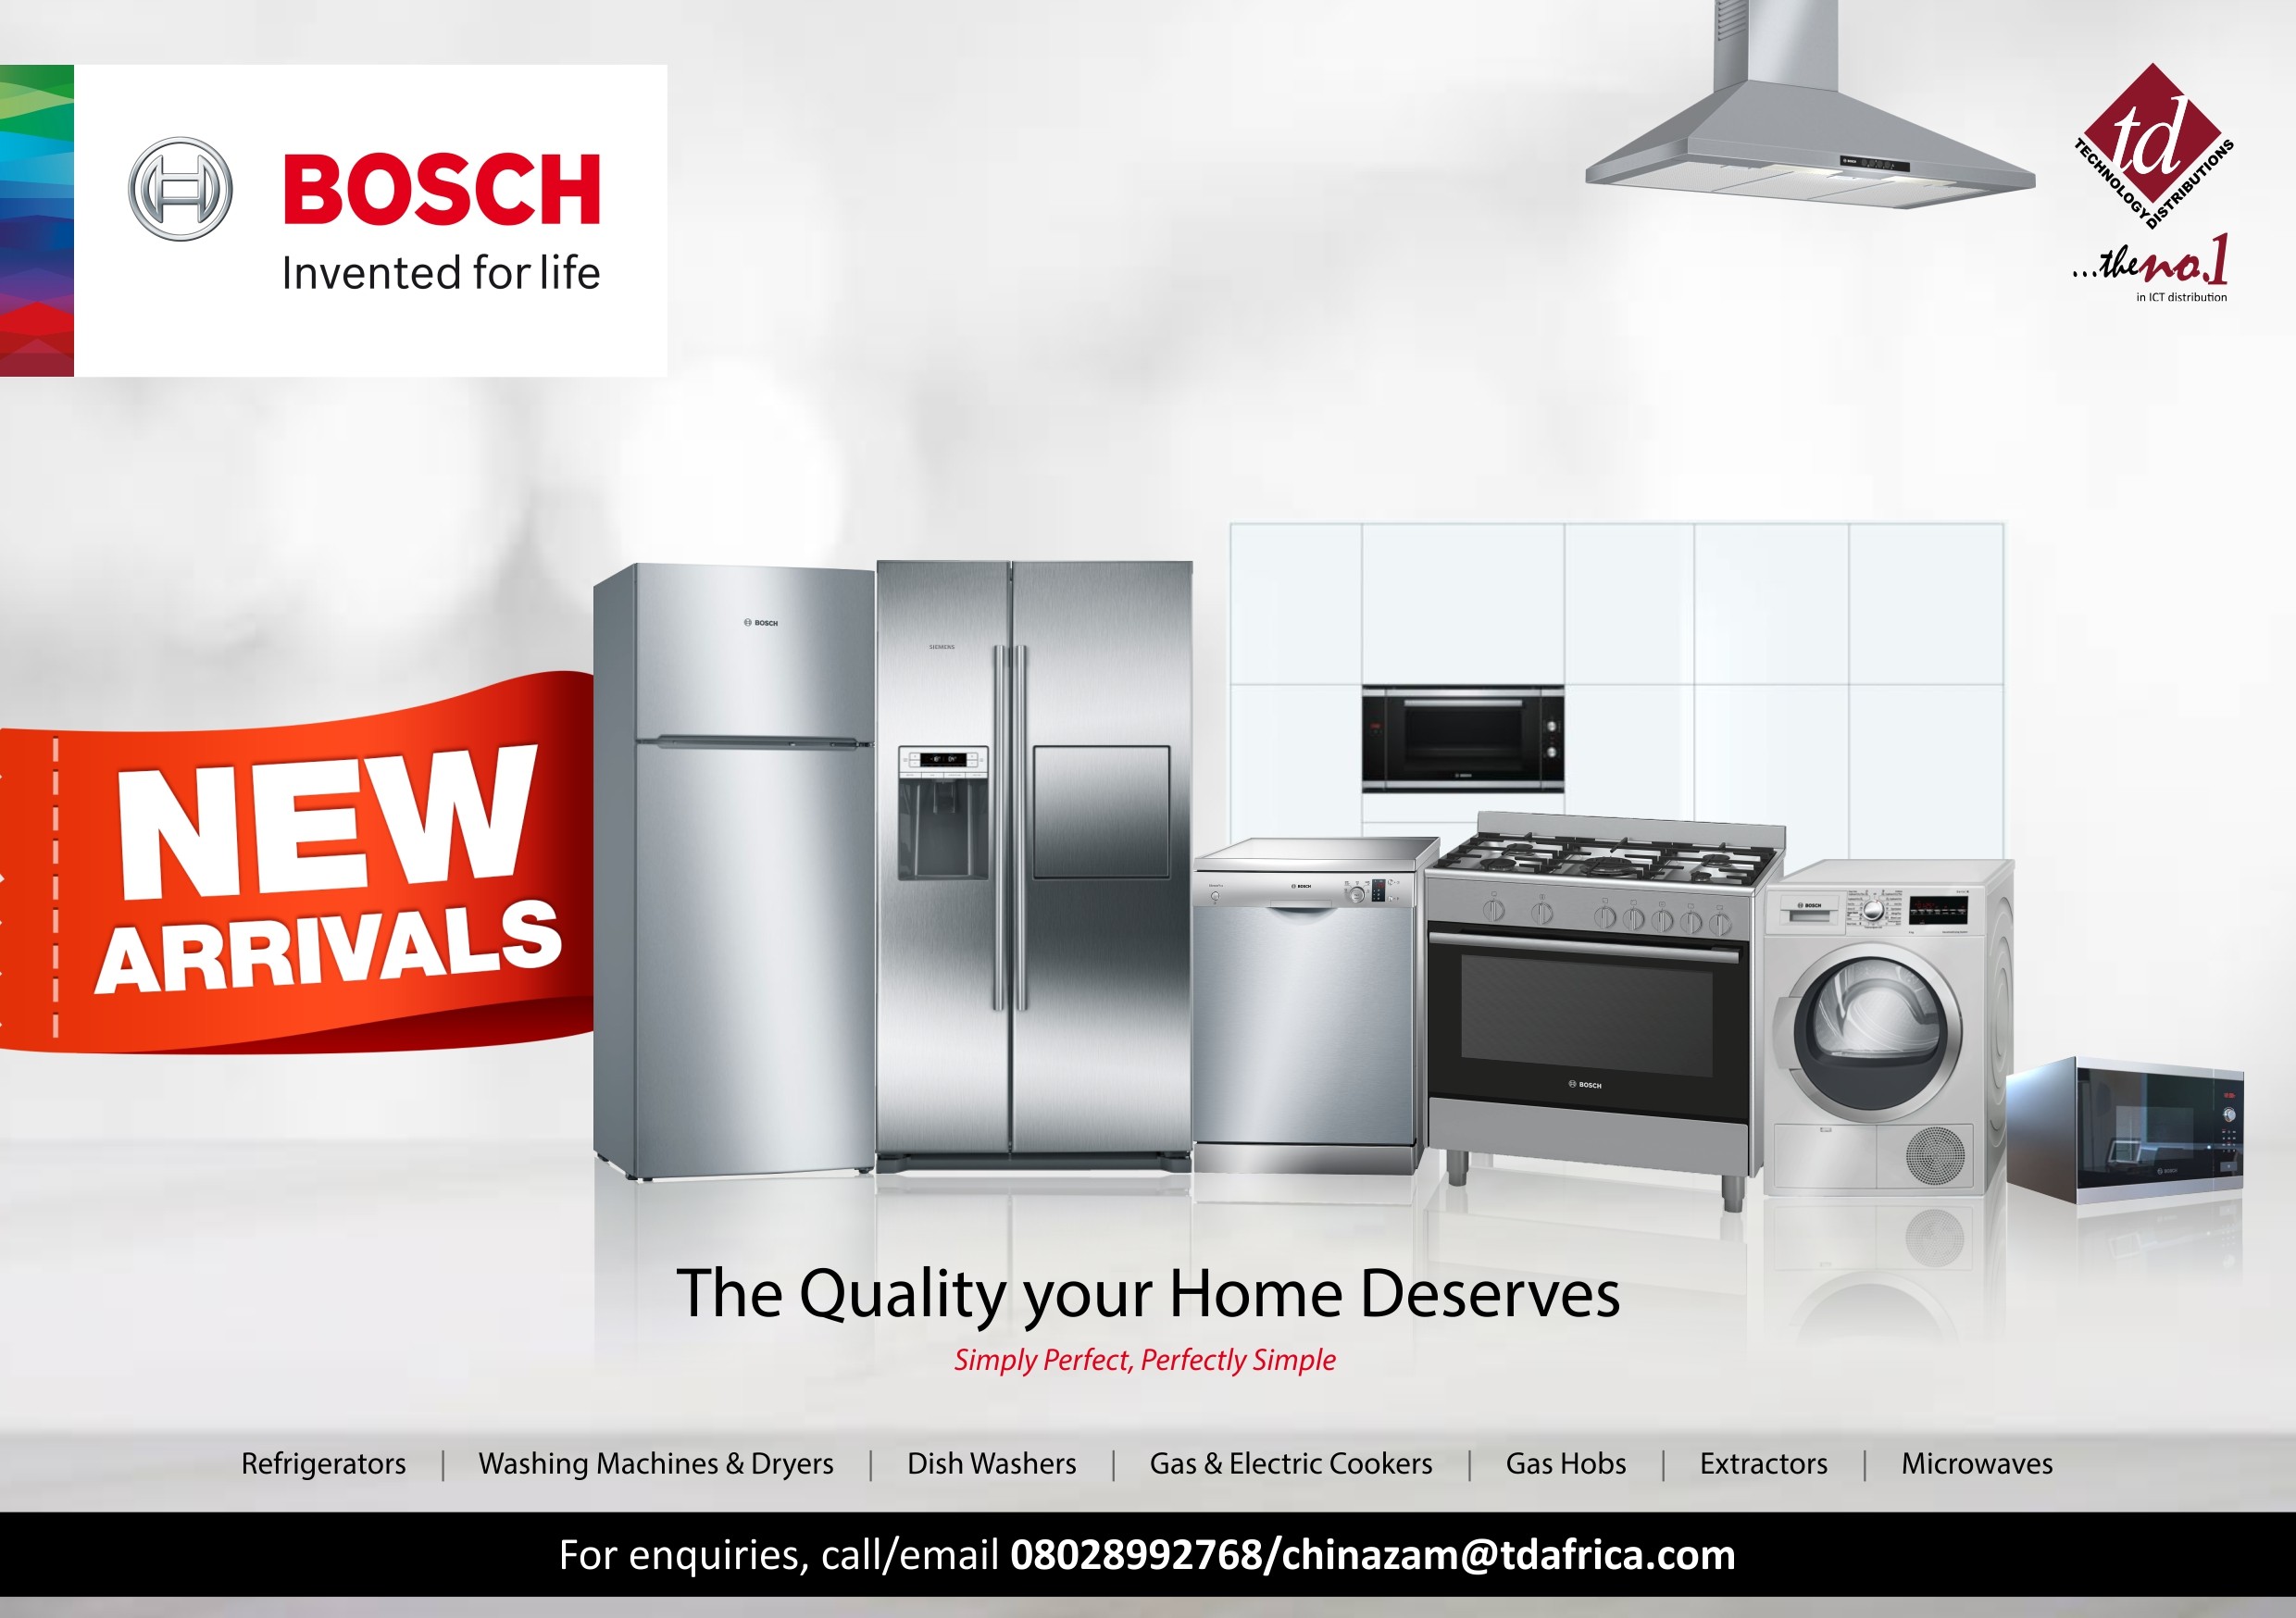 BOSCH
Invented for life
td
TECHNOLOGY DISTRIBUTIONS
...the no.1
in ICT distribution
BOSCH
SIEMENS
NEW
ARRIVALS
BOSCH
BOSCH
BOSCH
The Quality your Home Deserves
Simply Perfect, Perfectly Simple
Refrigerators | Washing Machines & Dryers | Dish Washers | Gas & Electric Cookers | Gas Hobs | Extractors | Microwaves
For enquiries, call/email 08028992768/chinazam@tdafrica.com